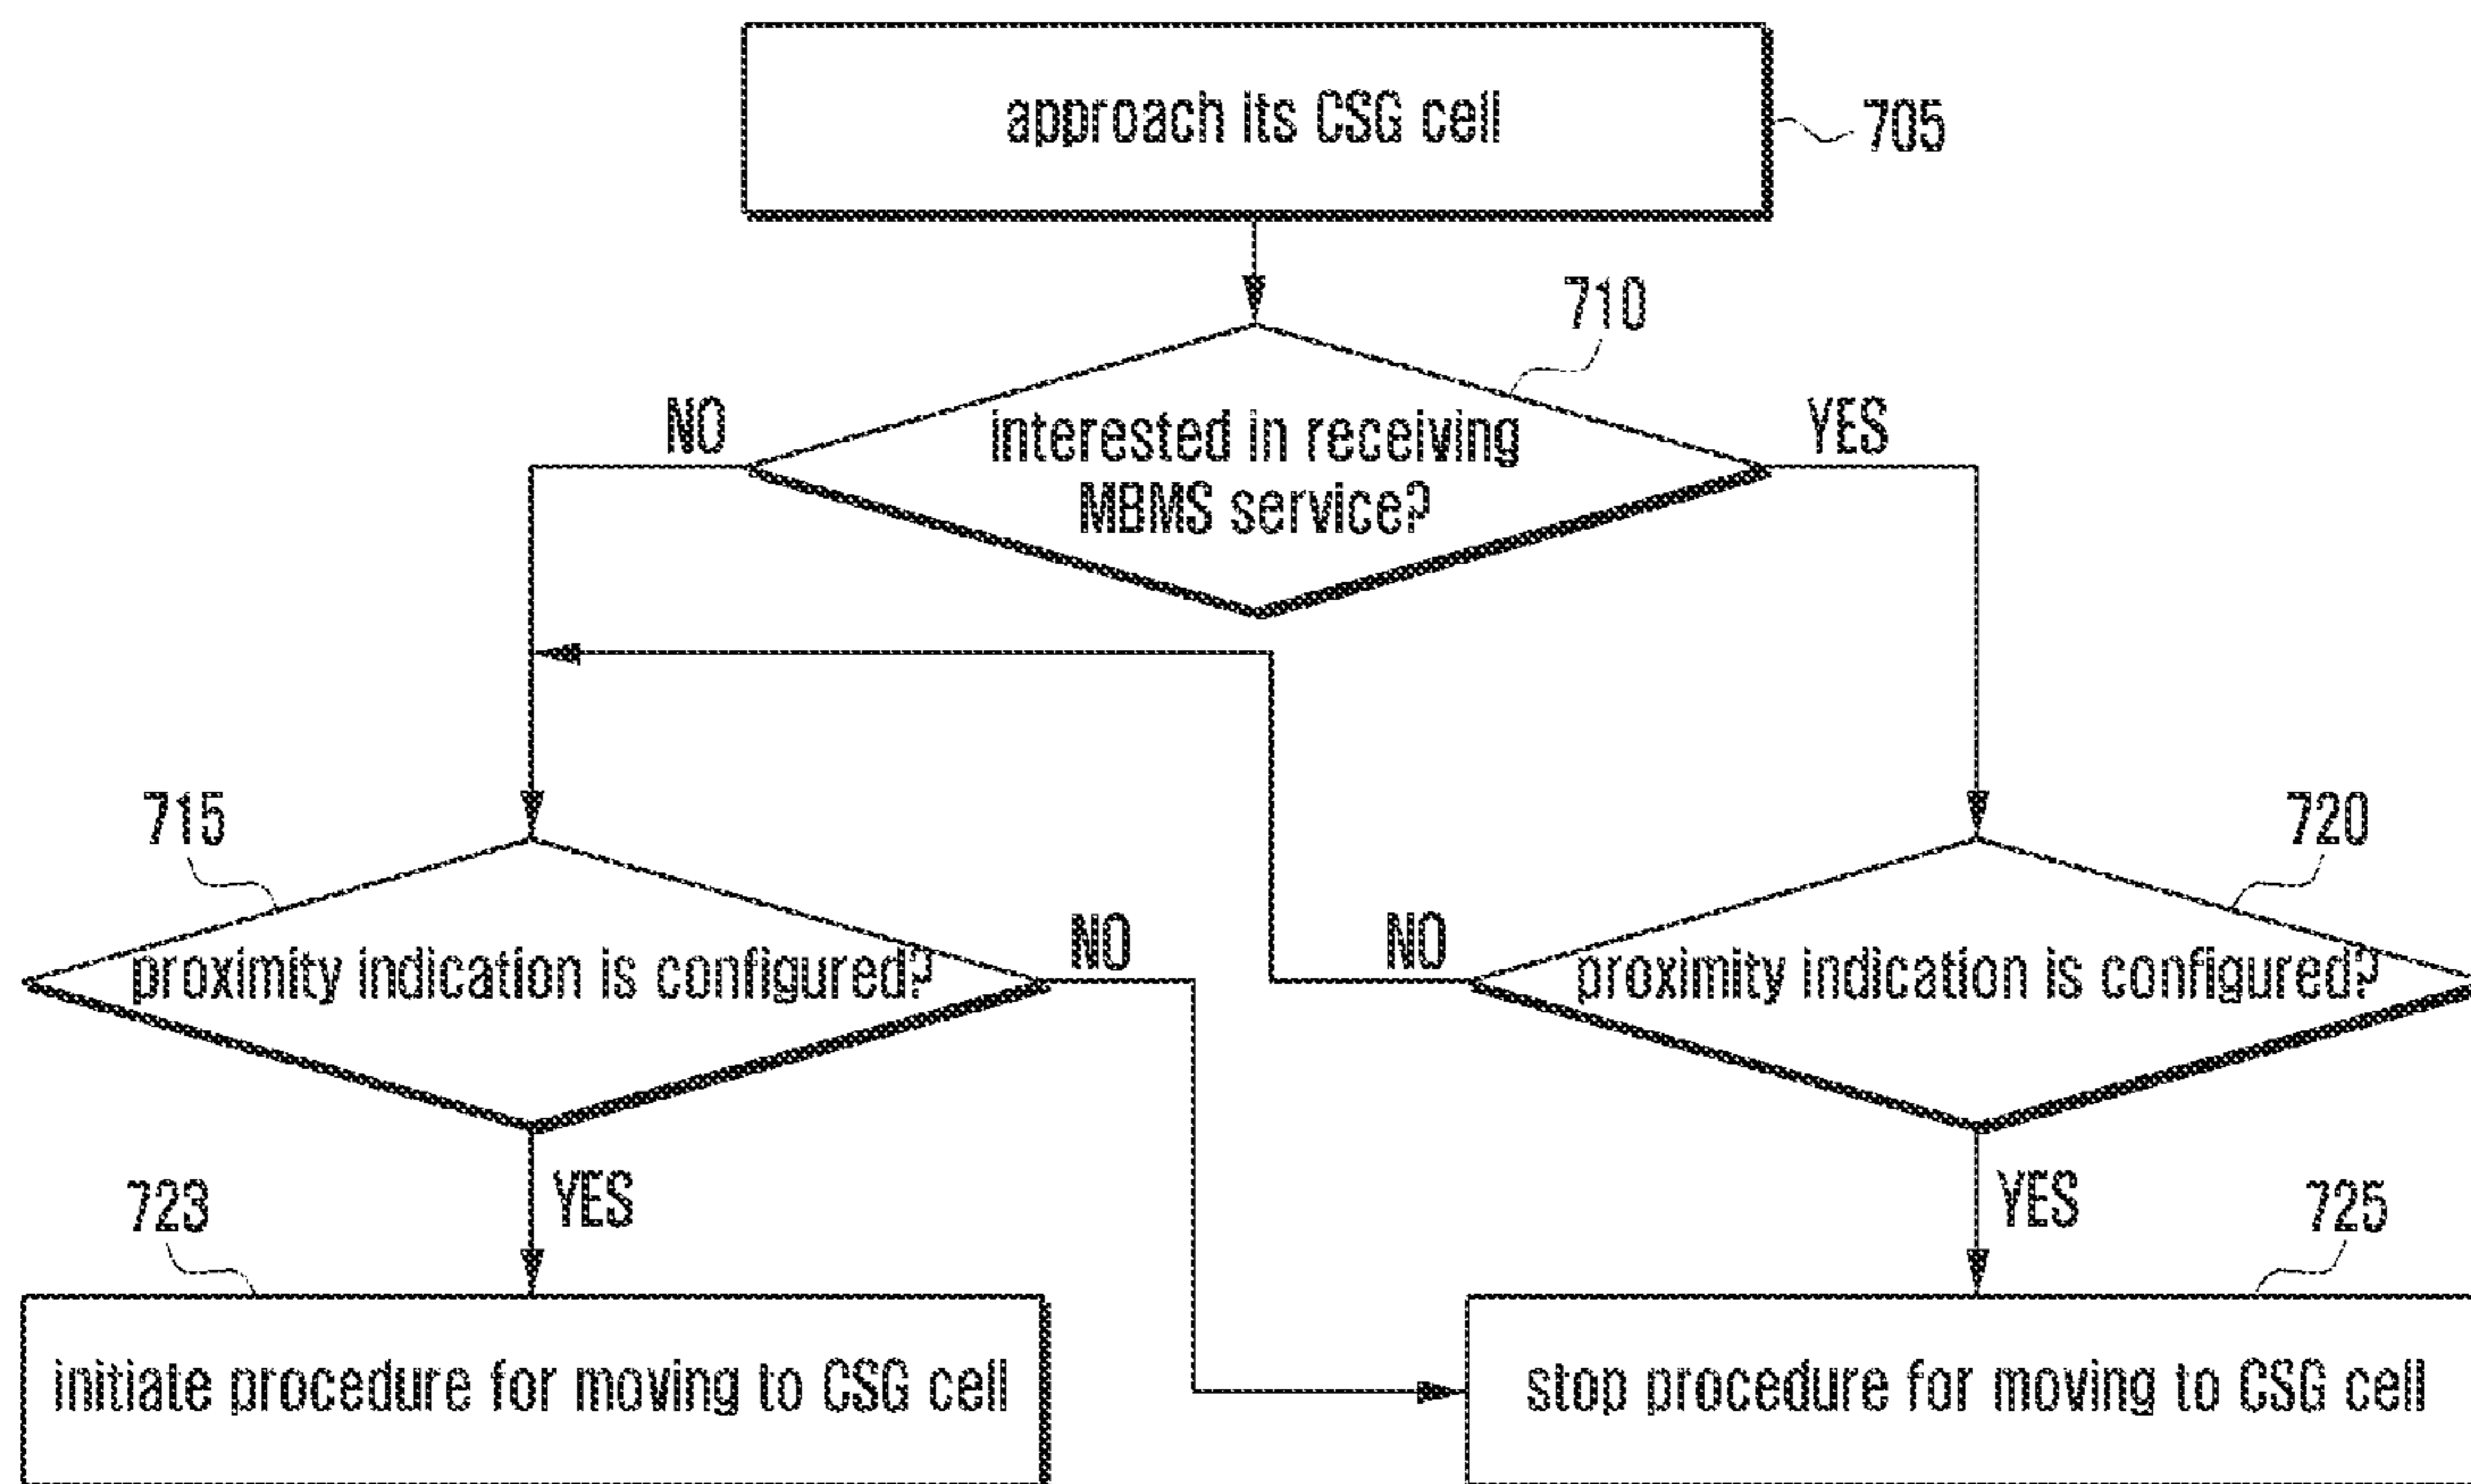 approach its CSG cell
705
710
NO
interested in receiving
MBMS service?
YES
715
720
proximity indication is configured?
NO
NO
proximity indication is configured?
723
YES
YES
725
initiate procedure for moving to CSG cell
stop procedure for moving to CSG cell